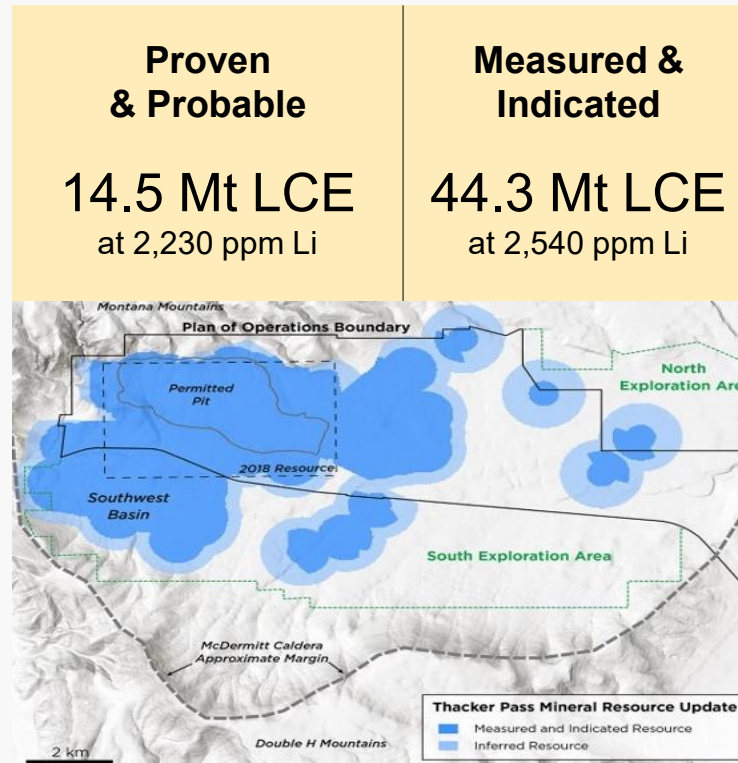 Proven
& Probable
14.5 Mt LCE
at 2,230 ppm Li
Measured &
Indicated
44.3 Mt LCE
at 2,540 ppm Li
Montana Mountains
Plan of Operations Boundary
North
Exploration Are
Permitted
Pit
2018 Resource
Southwest
Basin
South Exploration Area
McDermitt Caldera
Approximate Margin
Thacker Pass Mineral Resource Update
Measured and Indicated Resource
Inferred Resource
2 km
Double H Mountains